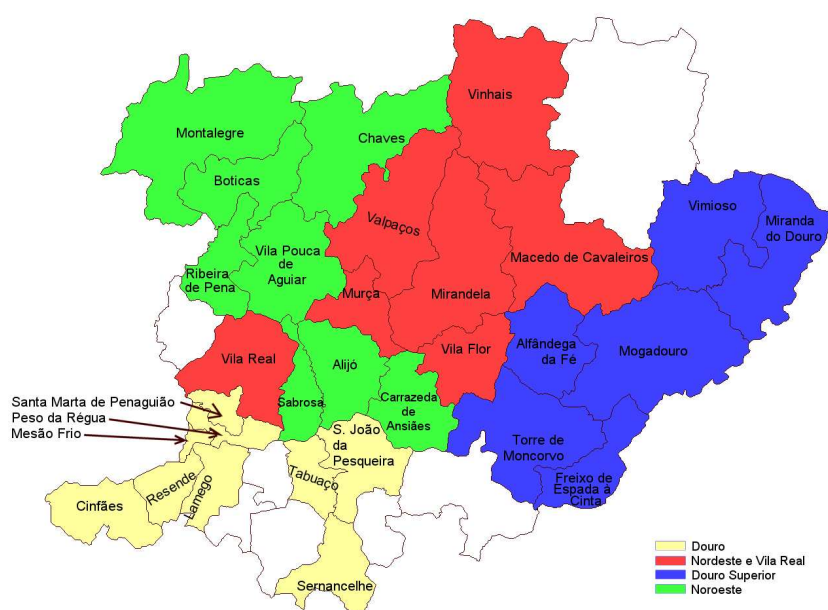 Vinhais
Montalegre
Chaves
Boticas
Vimioso
Miranda
do Douro
Valpaços
Vila Pouca
de
Aguiar
Macedo de Cavaleiros
Ribeira
de Pena
Murça
Mirandela
Vila Real
Alijó
Vila Flor
Alfândega
da Fé
Mogadouro
Sabrosa
Carrazeda
de
Ansiães
Santa Marta de Penaguião
Peso da Régua
Mesão Frio
S. João
da
Pesqueira
Torre de
Moncorvo
Tabuaço
Resende
Lamego
Freixo de
Espada à
Cinta
Cinfães
Sernancelhe
Douro
Nordeste e Vila Real
Douro Superior
Noroeste